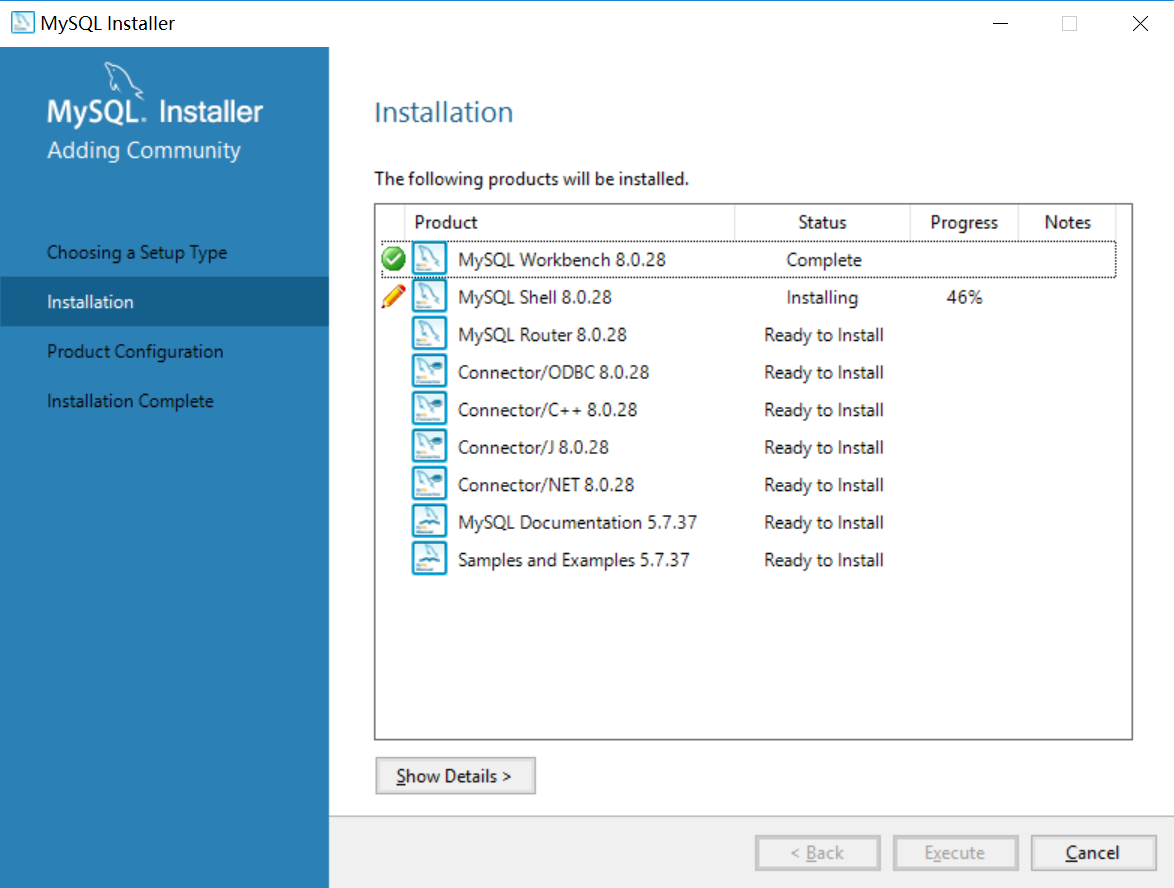 MySQL Installer
MySQL. Installer
Adding Community
Choosing a Setup Type
Installation
Product Configuration
Installation Complete
Installation
The following products will be installed.
Product Status Progress Notes
MySQL Workbench 8.0.28 Complete
MySQL Shell 8.0.28 Installing 46%
MySQL Router 8.0.28 Ready to Install
Connector/ODBC 8.0.28 Ready to Install
Connector/C++ 8.0.28 Ready to Install
Connector/J 8.0.28 Ready to Install
Connector/NET 8.0.28 Ready to Install
MySQL Documentation 5.7.37 Ready to Install
Samples and Examples 5.7.37 Ready to Install
Show Details >
< Back Execute Cancel